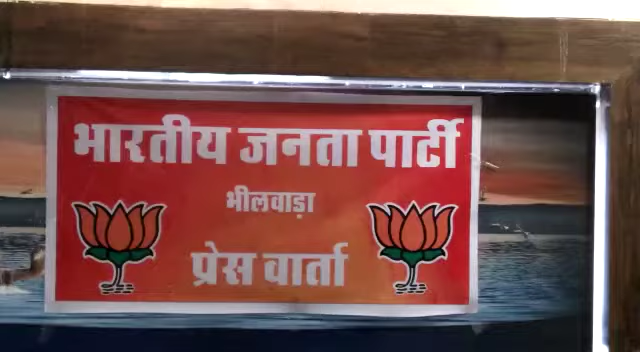 भारतीय जनता पार्टी
भीलवाड़ा
प्रेस वार्ता